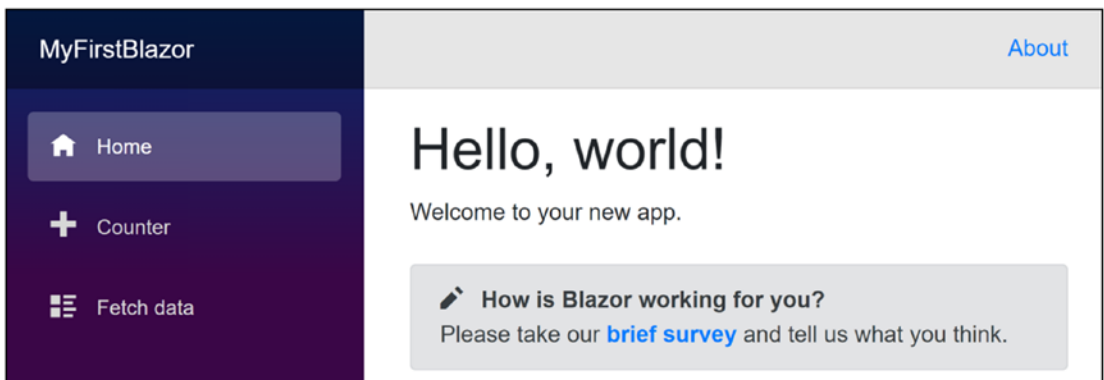 MyFirstBlazor
About
Home
Counter
Fetch data
Hello, world!
Welcome to your new app.
How is Blazor working for you?
Please take our brief survey and tell us what you think.